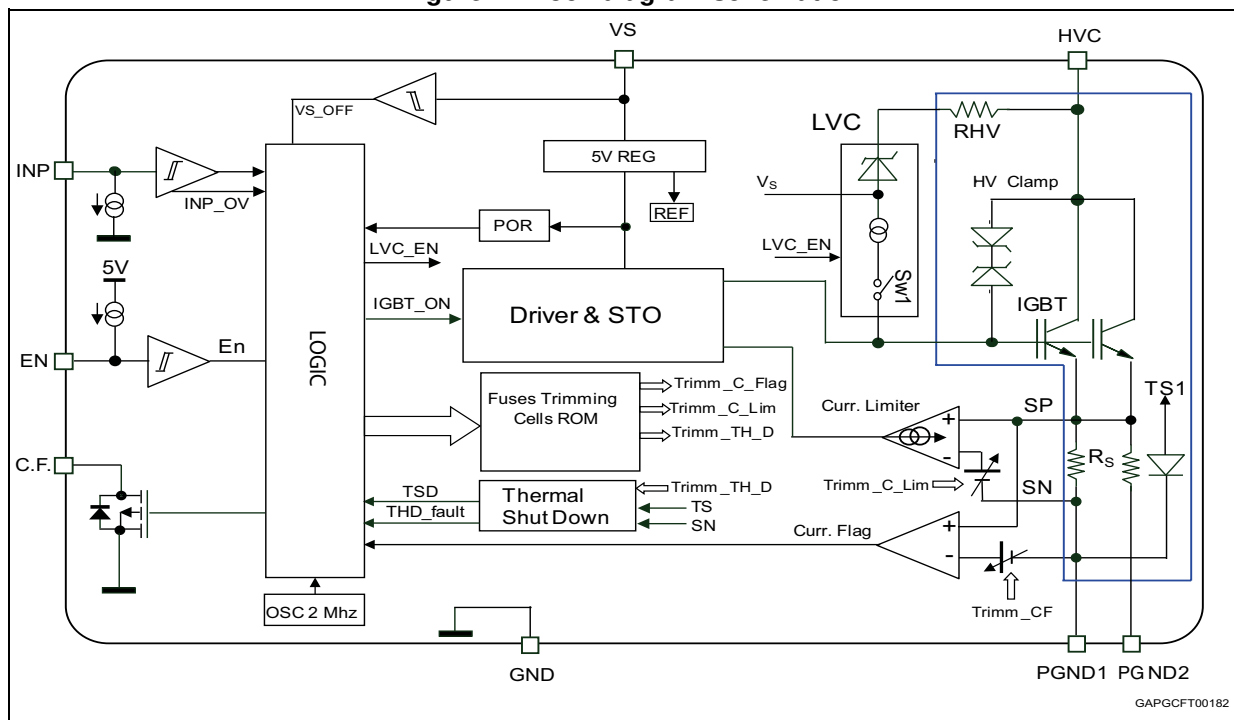 VS
HVC
VS_OFF
LVC
RHV
INP
5V REG
HV Clamp
INP_OV
VS
REF
POR
LVC_EN
LVC_EN
5V
Sw1
IGBT_ON
Driver & STO
IGBT
LOGIC
EN
En
Fuses Trimming
Cells ROM
Trimm_C_Flag
Trimm_C_Lim
Trimm_TH_D
Curr. Limiter
+
-
SP
TS1
RS
C.F.
Trimm_C_Lim
SN
TSD
THD_fault
Thermal
Shut Down
Trimm_TH_D
TS
SN
Curr. Flag
+
-
OSC 2 Mhz
Trimm_CF
GND
PGND1
PGND2
GAPGCFT00182